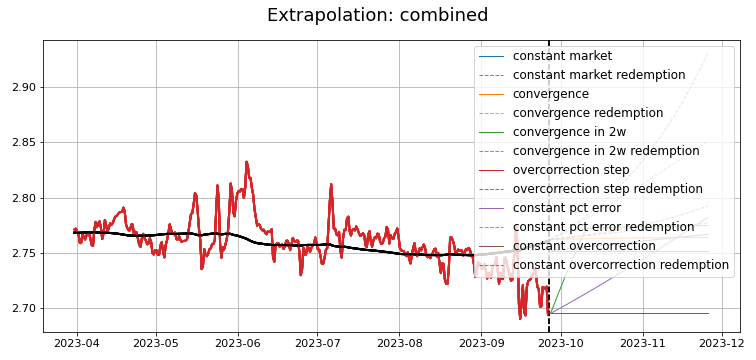 Extrapolation: combined
2.90
2.85
2.80
2.75
2.70
constant market
constant market redemption
convergence
convergence redemption
convergence in 2w
convergence in 2w redemption
overcorrection step
overcorrection step redemption
constant pct error
constant pct error redemption
constant overcorrection
constant overcorrection redemption
2023-04 2023-05 2023-06 2023-07 2023-08 2023-09 2023-10 2023-11 2023-12